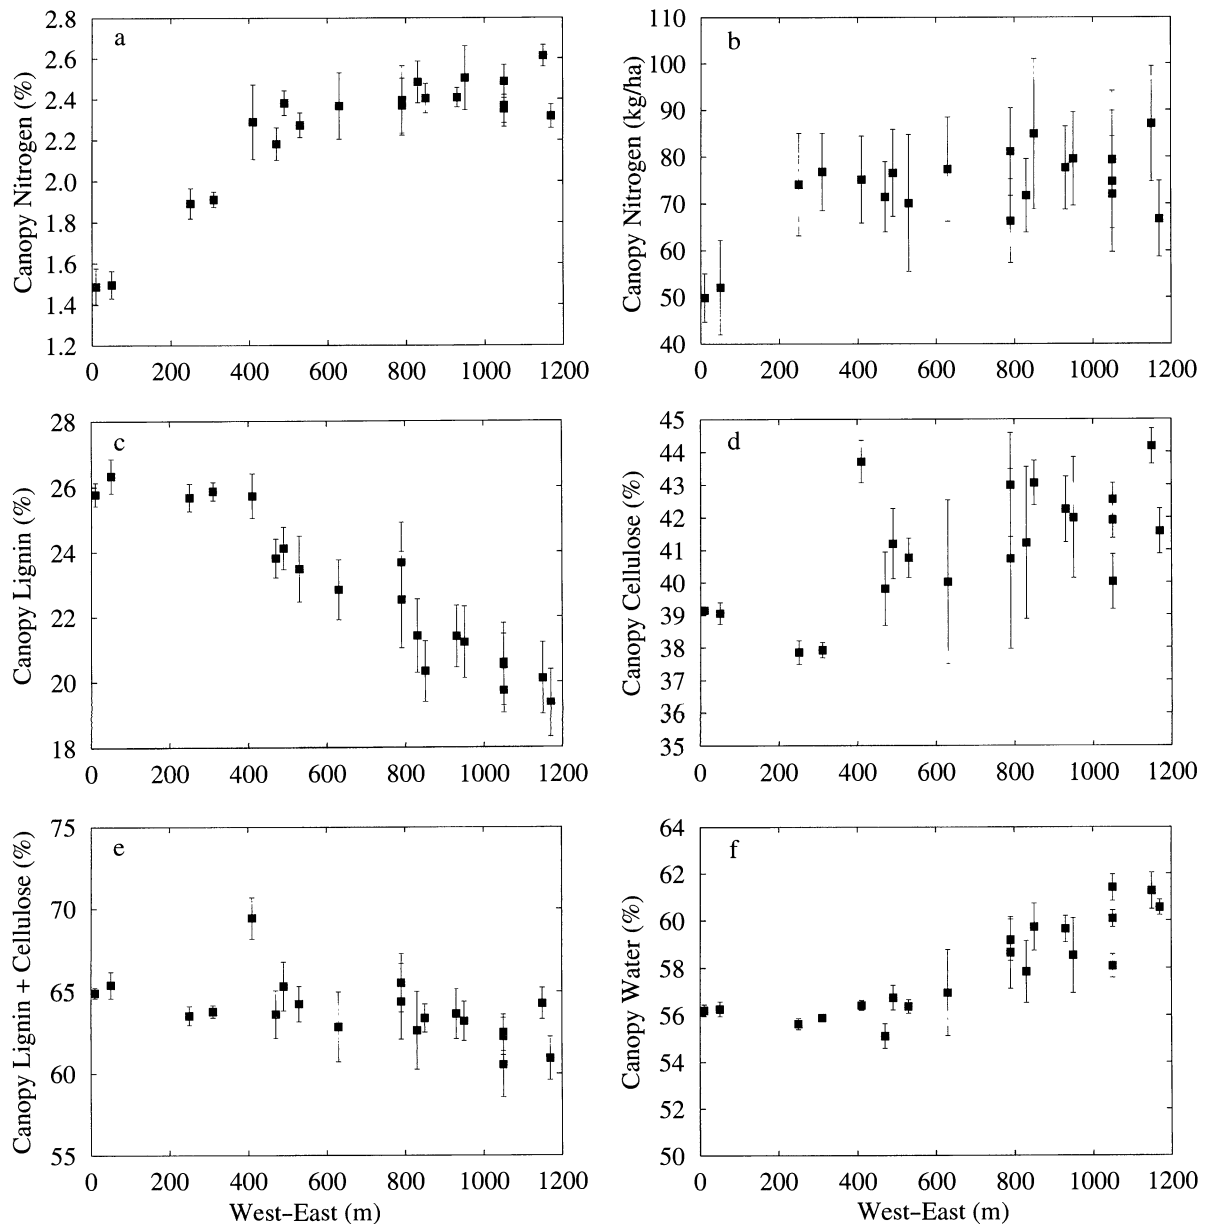 a
Canopy Nitrogen (%)
2.8
2.6
2.4
2.2
2.0
1.8
1.6
1.4
1.2
0 200 400 600 800 1000 1200
b
Canopy Nitrogen (kg/ha)
110
100
90
80
70
60
50
40
0 200 400 600 800 1000 1200
c
Canopy Lignin (%)
28
26
24
22
20
18
0 200 400 600 800 1000 1200
d
Canopy Cellulose (%)
45
44
43
42
41
40
39
38
37
36
35
0 200 400 600 800 1000 1200
e
Canopy Lignin + Cellulose (%)
75
70
65
60
55
0 200 400 600 800 1000 1200
West-East (m)
f
Canopy Water (%)
64
62
60
58
56
54
52
50
0 200 400 600 800 1000 1200
West-East (m)